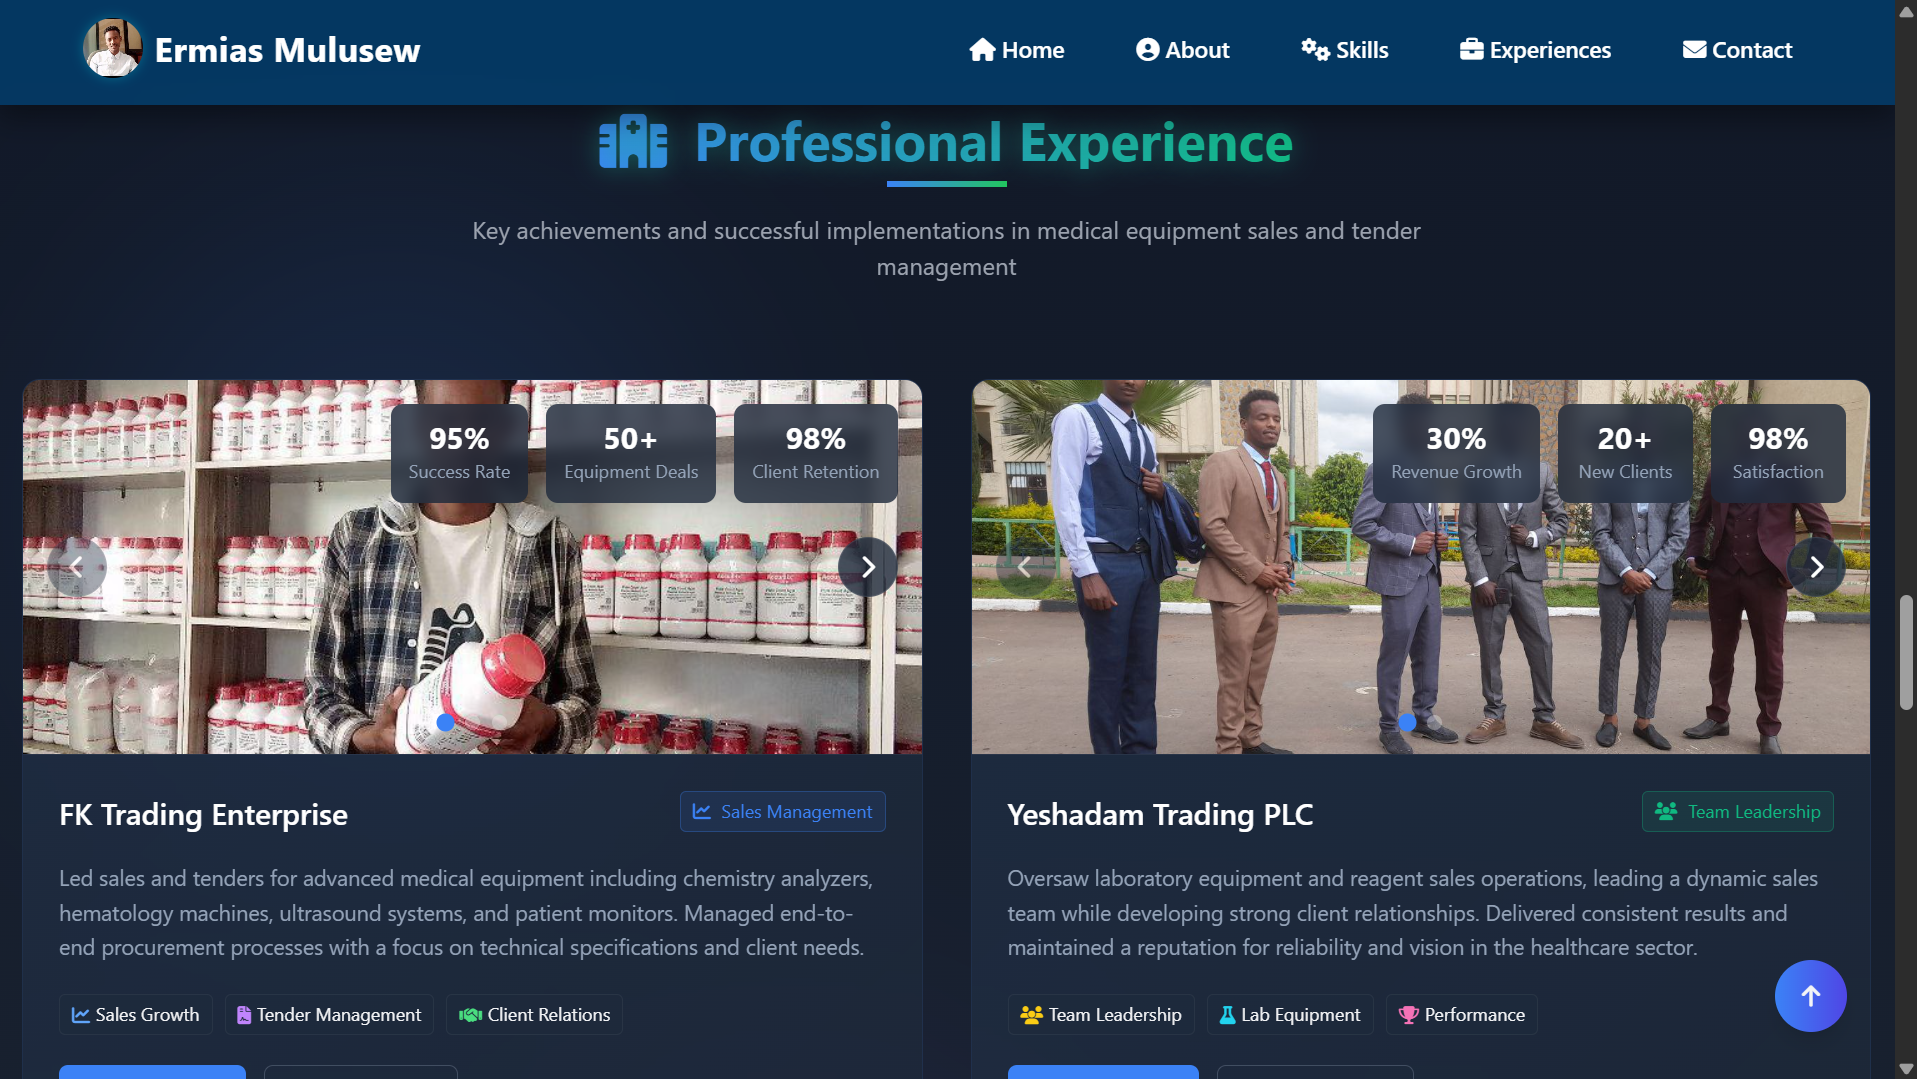 Ermias Mulusew
Home
About
Skills
Experiences
Contact
Professional Experience
Key achievements and successful implementations in medical equipment sales and tender
management
95%
Success Rate
50+
Equipment Deals
98%
Client Retention
30%
Revenue Growth
20+
New Clients
98%
Satisfaction
FK Trading Enterprise
Sales Management
Led sales and tenders for advanced medical equipment including chemistry analyzers,
hematology machines, ultrasound systems, and patient monitors. Managed end-to-
end procurement processes with a focus on technical specifications and client needs.
Sales Growth
Tender Management
Client Relations
Yeshadam Trading PLC
Team Leadership
Oversaw laboratory equipment and reagent sales operations, leading a dynamic sales
team while developing strong client relationships. Delivered consistent results and
maintained a reputation for reliability and vision in the healthcare sector.
Team Leadership
Lab Equipment
Performance